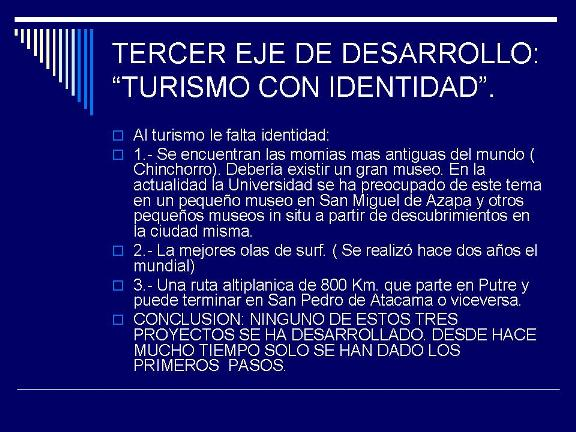 TERCER EJE DE DESARROLLO:
“TURISMO CON IDENTIDAD”.
Al turismo le falta identidad:
1. - Se encuentran las momias mas antiguas del mundo (
Chinchorro). Debería existir un gran museo. En la
actualidad la Universidad se ha preocupado de este tema
en un pequeño museo en San Miguel de Azapa y otros
pequeños museos in situ a partir de descubrimientos en
la ciudad misma.
2. - La mejores olas de surf. ( Se realizó hace dos años el
mundial)
3. - Una ruta altiplanica de 800 Km. que parte en Putre y
puede terminar en San Pedro de Atacama o viceversa.
CONCLUSION: NINGUNO DE ESTOS TRES
PROYECTOS SE HA DESARROLLADO. DESDE HACE
MUCHO TIEMPO SOLO SE HAN DADO LOS
PRIMEROS  PASOS.